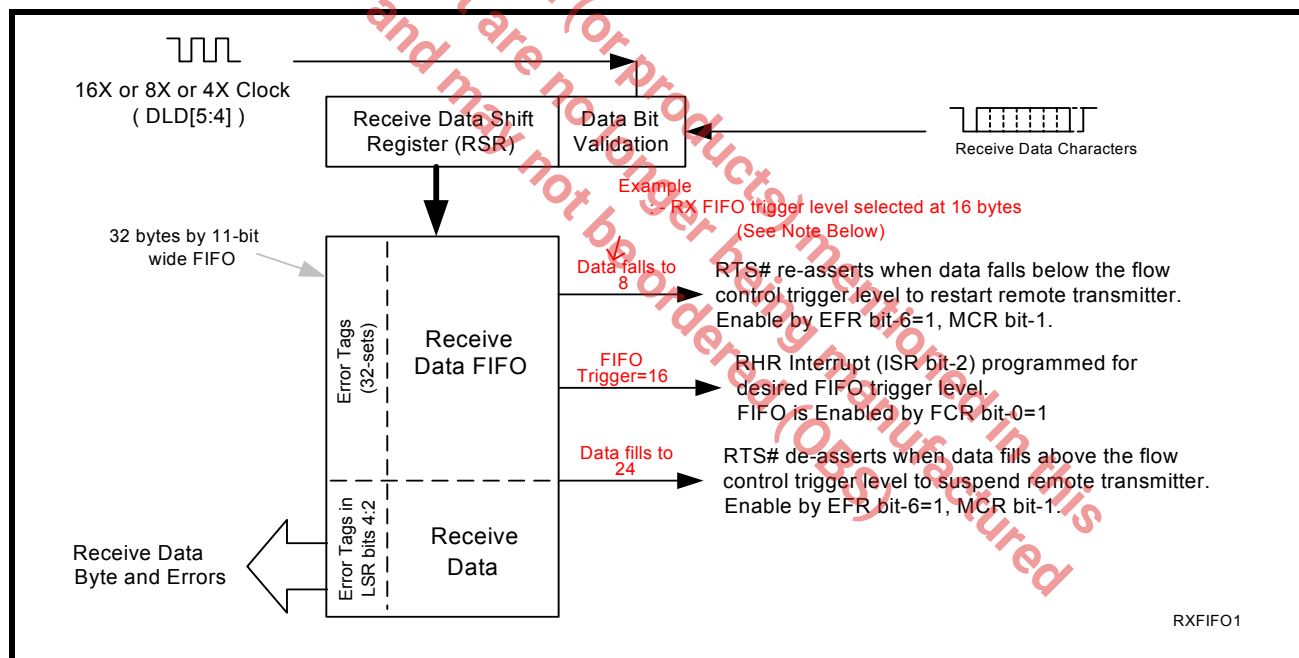 16X or 8X or 4X Clock
( DLD[5:4] )
Receive Data Shift
Register (RSR)
Data Bit
Validation
Receive Data Characters
Example
: - RX FIFO trigger level selected at 16 bytes
(See Note Below)
32 bytes by 11-bit
wide FIFO
Data falls to
8
RTS# re-asserts when data falls below the flow
control trigger level to restart remote transmitter.
Enable by EFR bit-6=1, MCR bit-1.
Error Tags
(32-sets)
Receive
Data FIFO
FIFO
Trigger=16
RHR Interrupt (ISR bit-2) programmed for
desired FIFO trigger level.
FIFO is Enabled by FCR bit-0=1
Data fills to
24
RTS# de-asserts when data fills above the flow
control trigger level to suspend remote transmitter.
Enable by EFR bit-6=1, MCR bit-1.
Error Tags in
LSR bits 4:2
Receive
Data
Receive Data
Byte and Errors
RXFIFO1
(or products) mentioned in this
are no longer being manufactured
and may not be ordered (OBS)